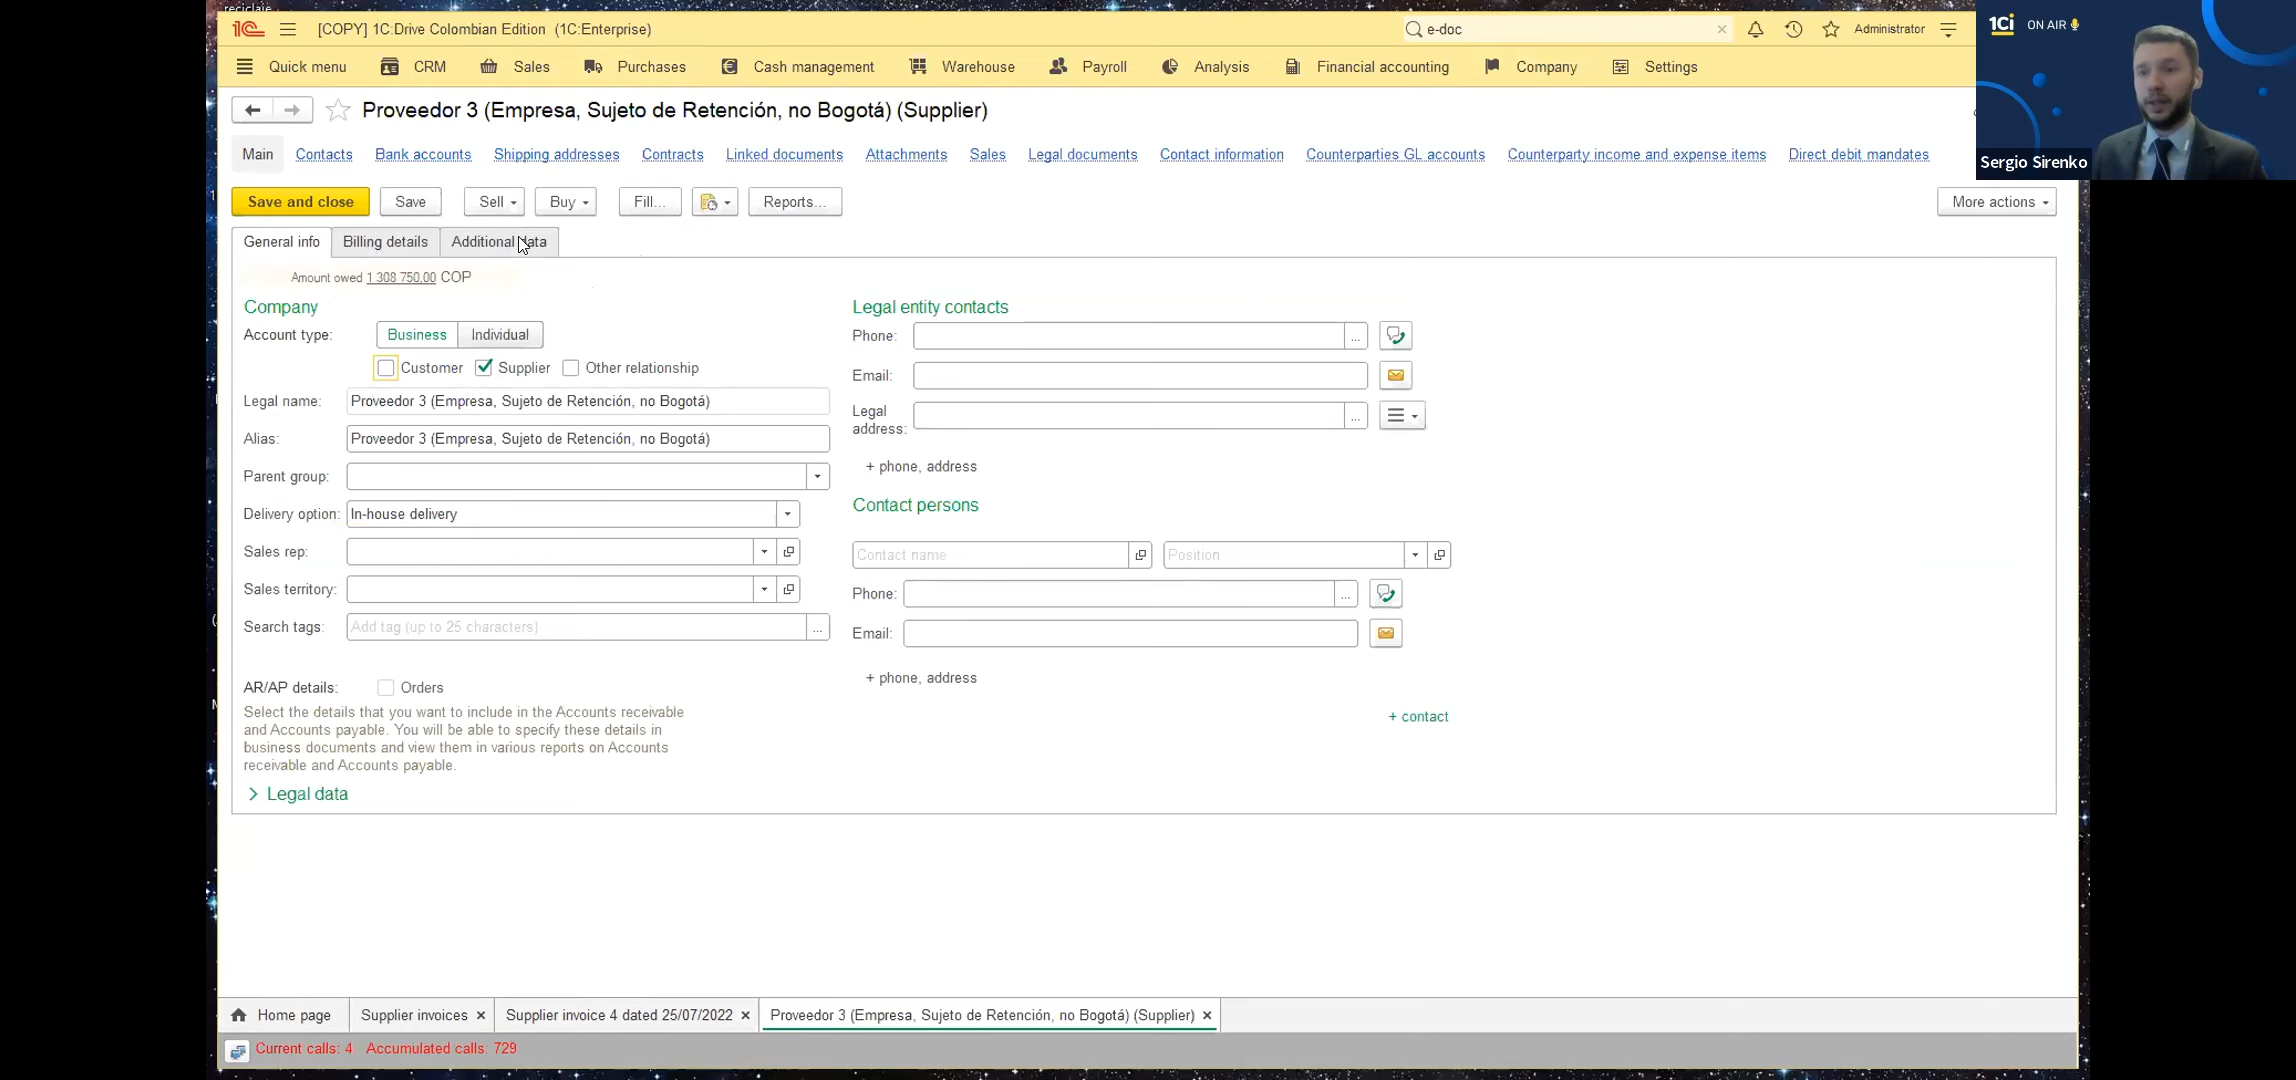 reciclaje
[COPY] 1C:Drive Colombian Edition (1C:Enterprise)
e-doc
Administrator
1Ci ON AIR
Quick menu CRM Sales Purchases Cash management Warehouse Payroll Analysis Financial accounting Company Settings
Proveedor 3 (Empresa, Sujeto de Retención, no Bogotá) (Supplier)
Main Contacts Bank accounts Shipping addresses Contracts Linked documents Attachments Sales Legal documents Contact information Counterparties GL accounts Counterparty income and expense items Direct debit mandates
Sergio Sirenko
Save and close Save Sell Buy Fill... Reports... More actions
General info Billing details Additional data
Amount owed 1 308 750,00 COP
Company
Account type: Business Individual
Customer Supplier Other relationship
Legal name: Proveedor 3 (Empresa, Sujeto de Retención, no Bogotá)
Alias: Proveedor 3 (Empresa, Sujeto de Retención, no Bogotá)
Parent group:
Delivery option: In-house delivery
Sales rep:
Sales territory:
Search tags: Add tag (up to 25 characters)
AR/AP details: Orders
Select the details that you want to include in the Accounts receivable
and Accounts payable. You will be able to specify these details in
business documents and view them in various reports on Accounts
receivable and Accounts payable.
Legal data
Legal entity contacts
Phone: ...
Email:
Legal
address: ...
+ phone, address
Contact persons
Contact name Position
Phone: ...
Email:
+ phone, address
+ contact
Home page Supplier invoices Supplier invoice 4 dated 25/07/2022 Proveedor 3 (Empresa, Sujeto de Retención, no Bogotá) (Supplier)
Current calls: 4 Accumulated calls: 729